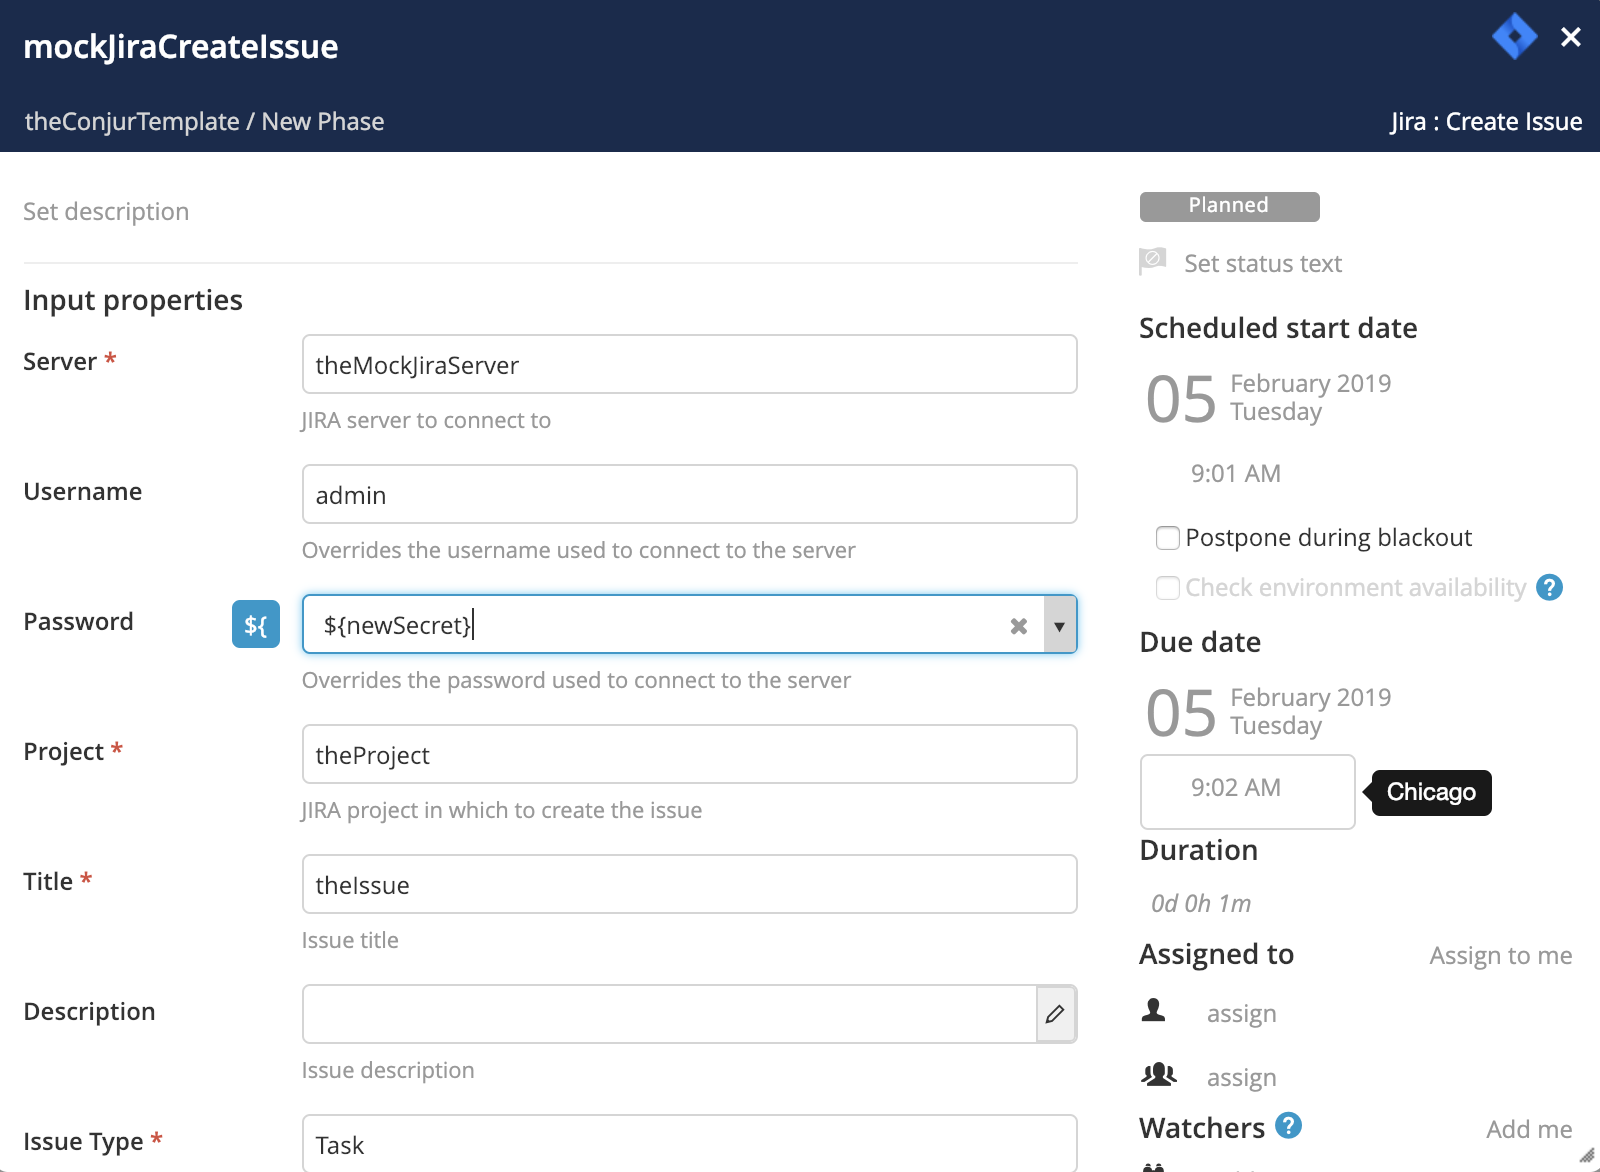 mockJiraCreateIssue
theConjurTemplate / New Phase
Jira : Create Issue
Set description
Input properties
Server *
theMockJiraServer
JIRA server to connect to
Username
admin
Overrides the username used to connect to the server
Password
${
${newSecret}
Overrides the password used to connect to the server
Project *
theProject
JIRA project in which to create the issue
Title *
theIssue
Issue title
Description
Issue description
Issue Type *
Task
Planned
Set status text
Scheduled start date
05
February 2019
Tuesday
9:01 AM
Postpone during blackout
Check environment availability ?
Due date
05
February 2019
Tuesday
9:02 AM
Chicago
Duration
0d 0h 1m
Assigned to
Assign to me
assign
assign
Watchers ?
Add me